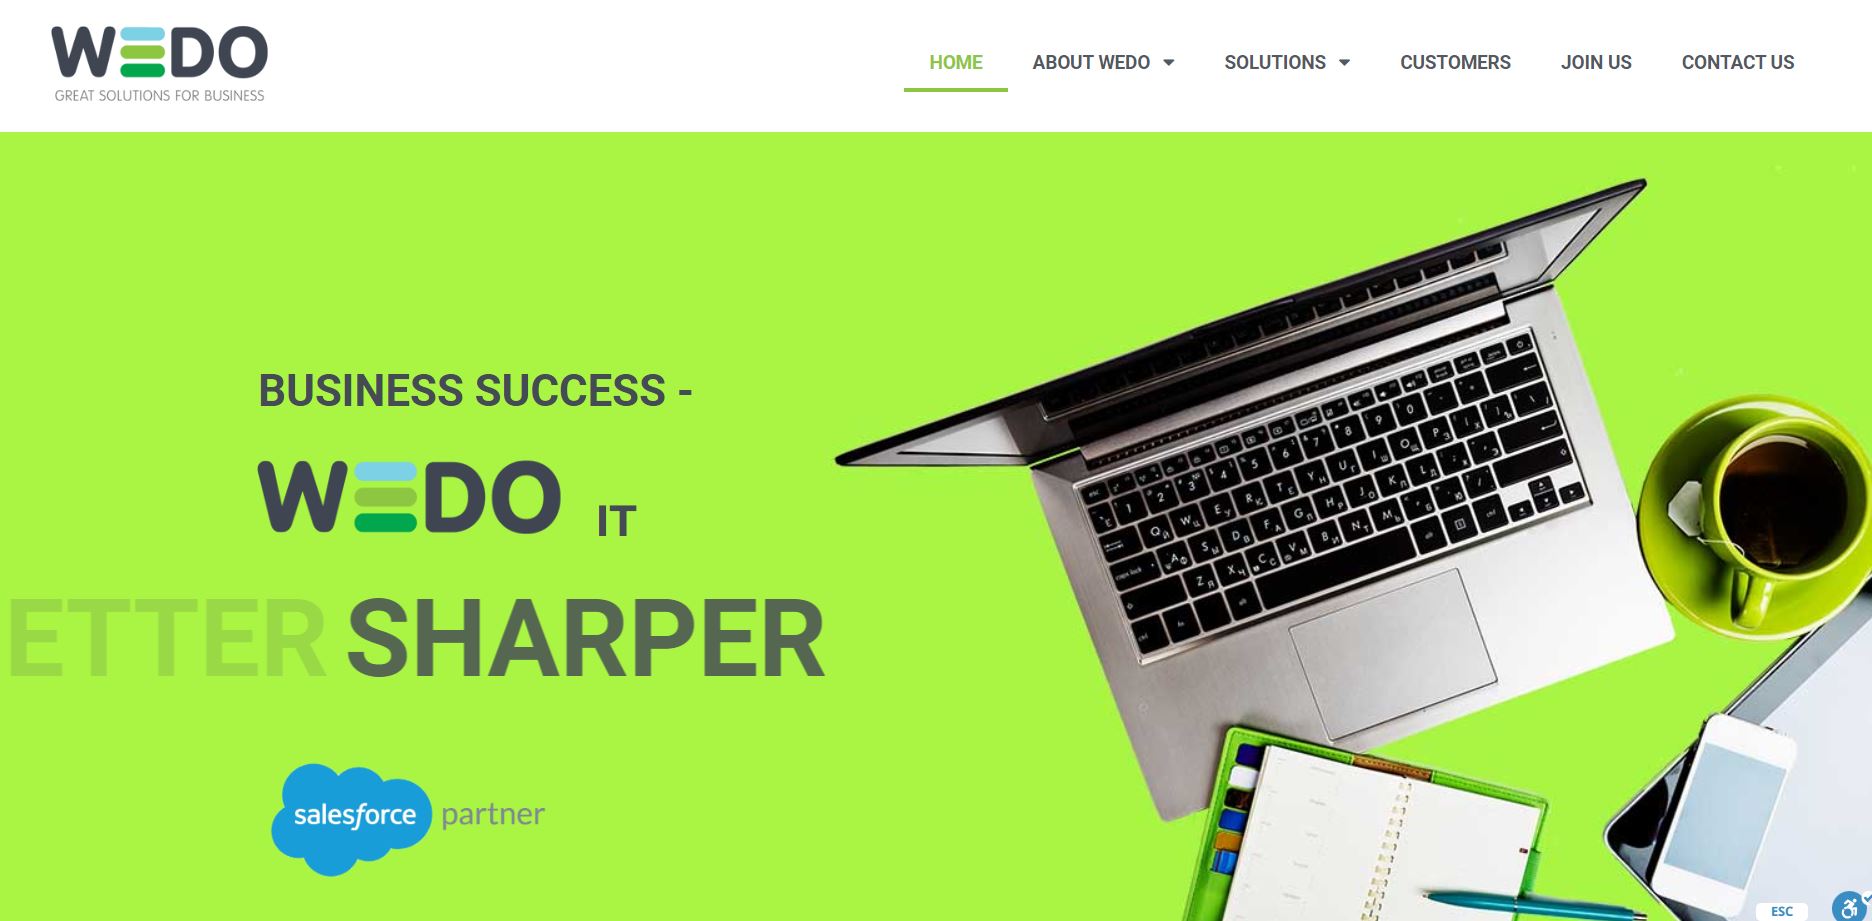 WEDO
GREAT SOLUTIONS FOR BUSINESS
HOME ABOUT WEDO SOLUTIONS CUSTOMERS JOIN US CONTACT US
BUSINESS SUCCESS -
WEDO IT
ETTER SHARPER
salesforce partner
ESC